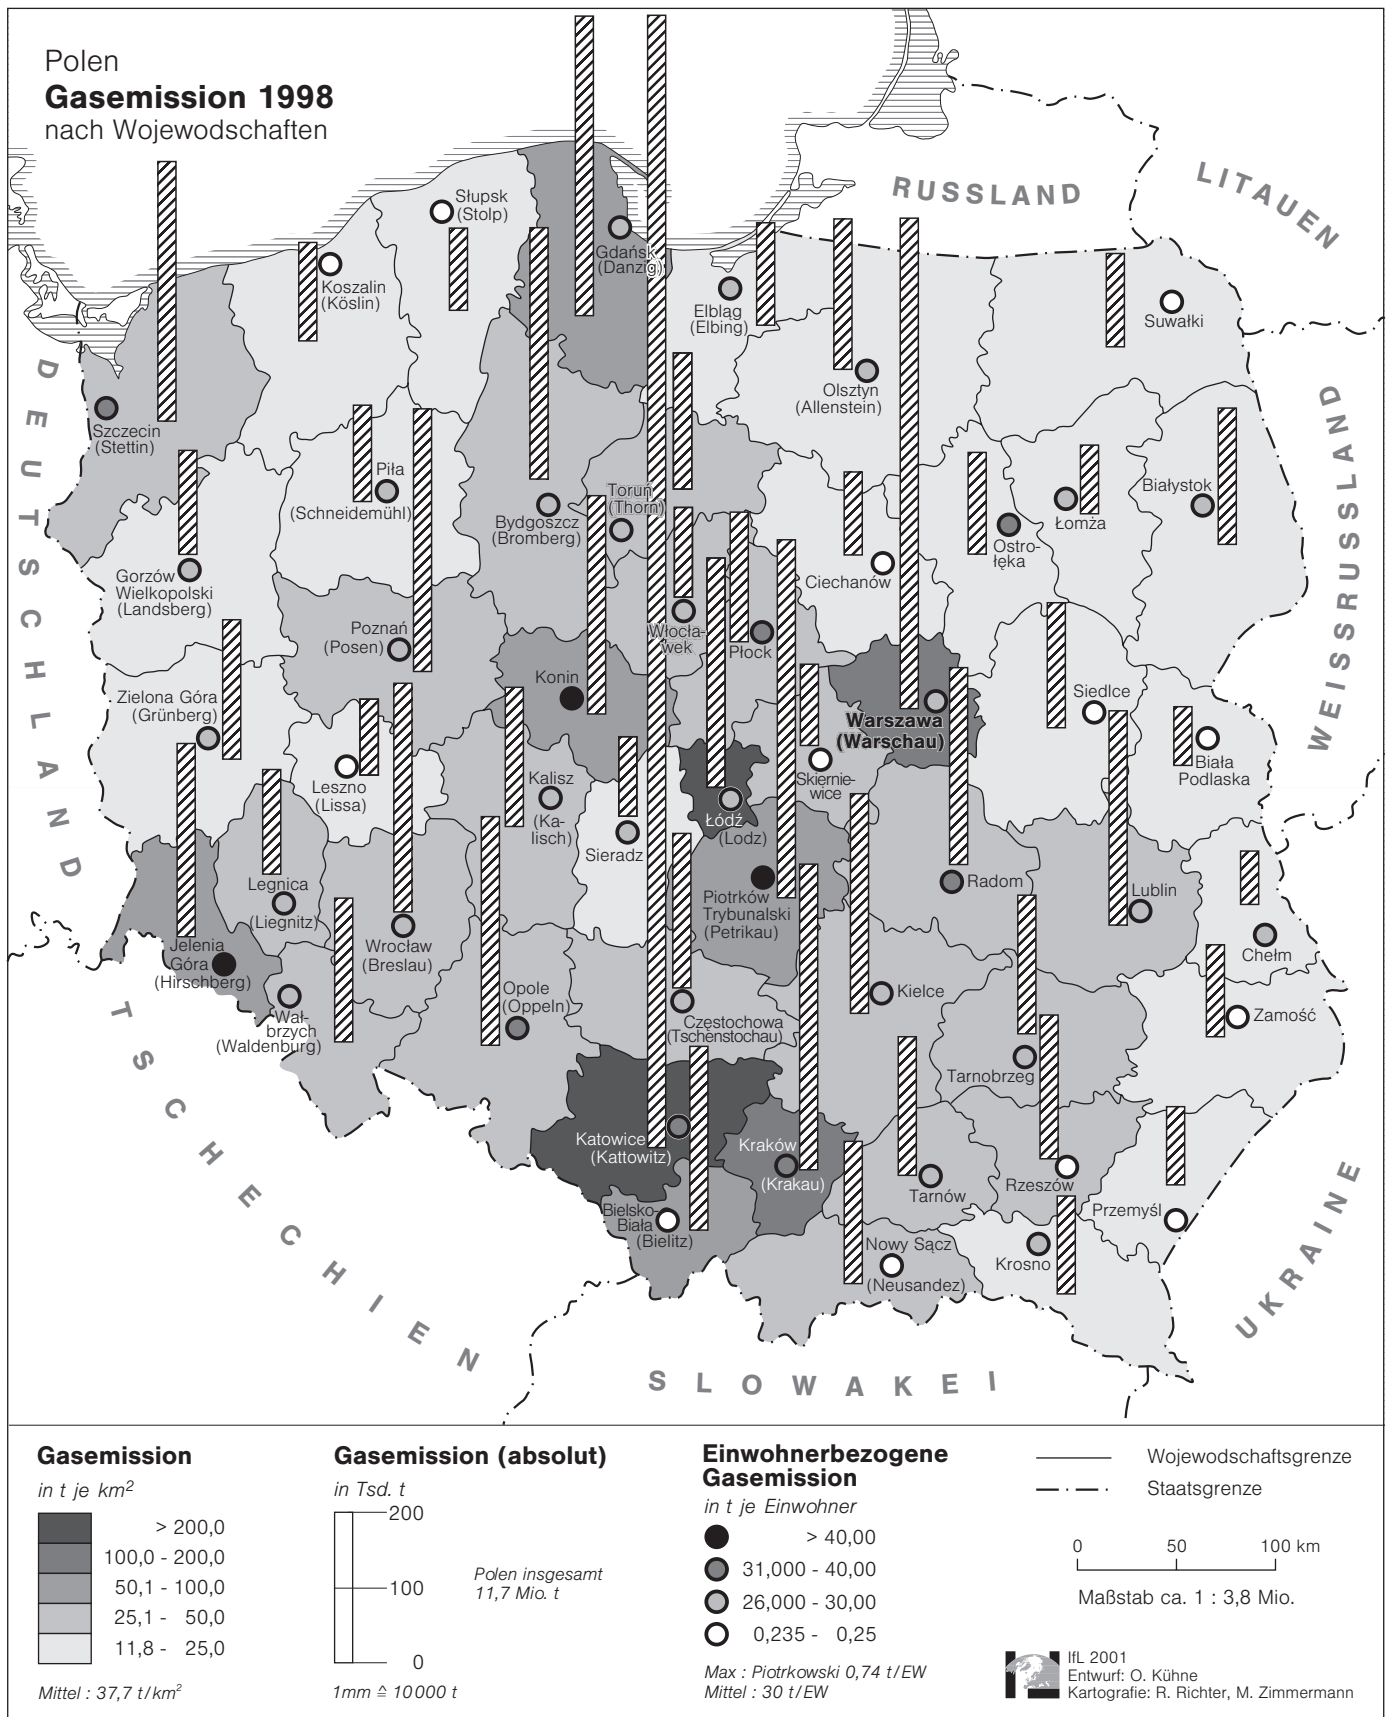 Polen
Gasemission 1998
nach Wojewodschaften
RUSSLAND
LITAUEN
WEISSRUSSLAND
UKRAINE
SLOWAKEI
TSCHECHIEN
DEUTSCHLAND
Słupsk
(Stolp)
Gdańsk
(Danzig)
Koszalin
(Köslin)
Elbląg
(Elbing)
Suwałki
Olsztyn
(Allenstein)
Szczecin
(Stettin)
Piła
(Schneidemühl)
Bydgoszcz
(Bromberg)
Toruń
(Thorn)
Ostro-
łęka
Łomża
Białystok
Ciechanów
Gorzów
Wielkopolski
(Landsberg)
Poznań
(Posen)
Włocła-
wek
Płock
Konin
Zielona Góra
(Grünberg)
Warszawa
(Warschau)
Siedlce
Biała
Podlaska
Leszno
(Lissa)
Kalisz
(Ka-
lisch)
Skiernie-
wice
Łódź
(Lodz)
Sieradz
Legnica
(Liegnitz)
Piotrków
Trybunalski
(Petrikau)
Radom
Lublin
Chełm
Jelenia
Góra
(Hirschberg)
Wrocław
(Breslau)
Opole
(Oppeln)
Kielce
Zamość
Wał-
brzych
(Waldenburg)
Częstochowa
(Tschenstochau)
Tarnobrzeg
Katowice
(Kattowitz)
Kraków
(Krakau)
Tarnów
Rzeszów
Przemyśl
Bielsko-
Biała
(Bielitz)
Nowy Sącz
(Neusandez)
Krosno
Gasemission
in t je km²
> 200,0
100,0 - 200,0
50,1 - 100,0
25,1 - 50,0
11,8 - 25,0
Mittel : 37,7 t/km²
Gasemission (absolut)
in Tsd. t
200
100
0
Polen insgesamt
11,7 Mio. t
1mm ≙ 10000 t
Einwohnerbezogene
Gasemission
in t je Einwohner
> 40,00
31,000 - 40,00
26,000 - 30,00
0,235 - 0,25
Max : Piotrkowski 0,74 t/EW
Mittel : 30 t/EW
Wojewodschaftsgrenze
Staatsgrenze
0 50 100 km
Maßstab ca. 1 : 3,8 Mio.
IfL 2001
Entwurf: O. Kühne
Kartografie: R. Richter, M. Zimmermann